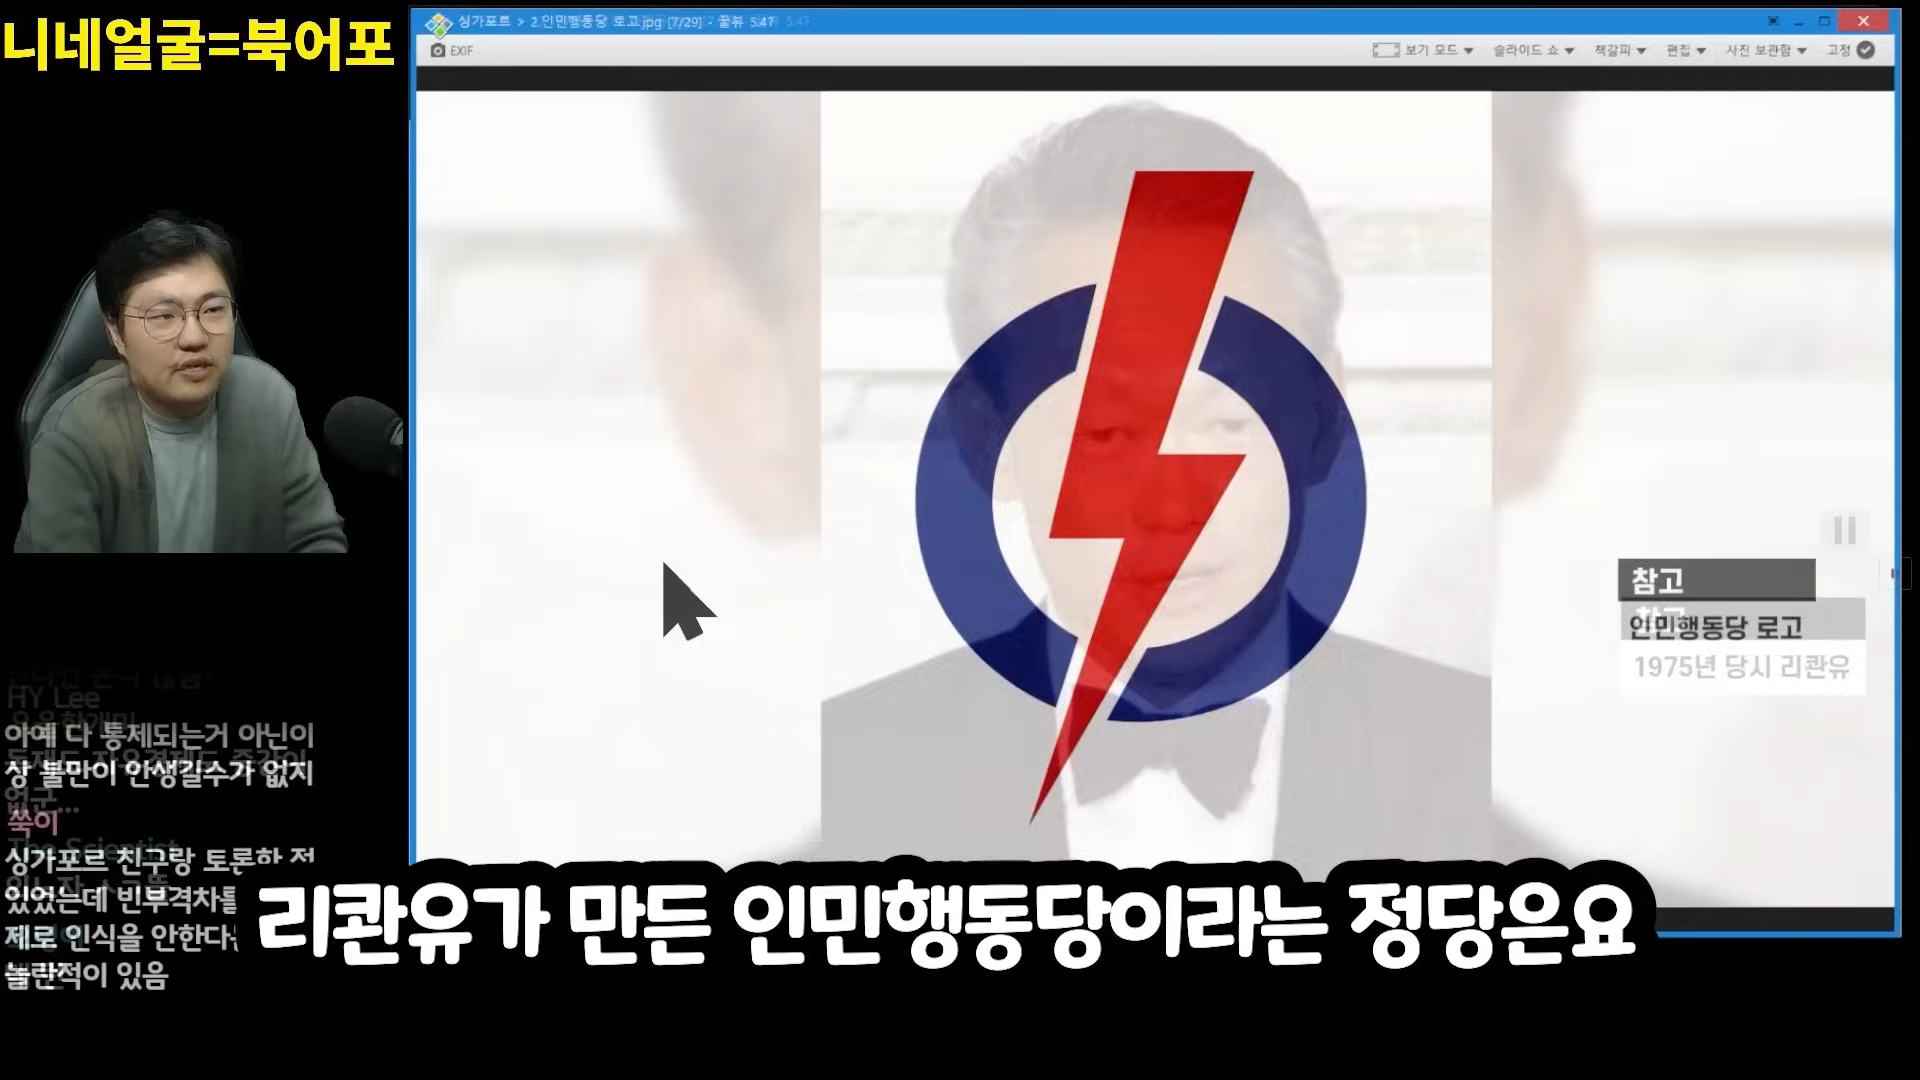 니네얼굴=북어포
싱가포르 > 2.인민행동당 로고.jpg [7/29] - 꿀뷰 5.47
EXIF
보기 모드 슬라이드 쇼 책갈피 편집 사진 보관함 고정
참고
인민행동당 로고
1975년 당시 리콴유
HY Lee
아예 다 통제되는거 아닌이
상 불만이 안생길수가 없지
쑥이
The Scientist
싱가포르 친구랑 토론한 적
있었는데 빈부격차를
제로 인식을 안한다
놀란적이 있음
리콴유가 만든 인민행동당이라는 정당은요